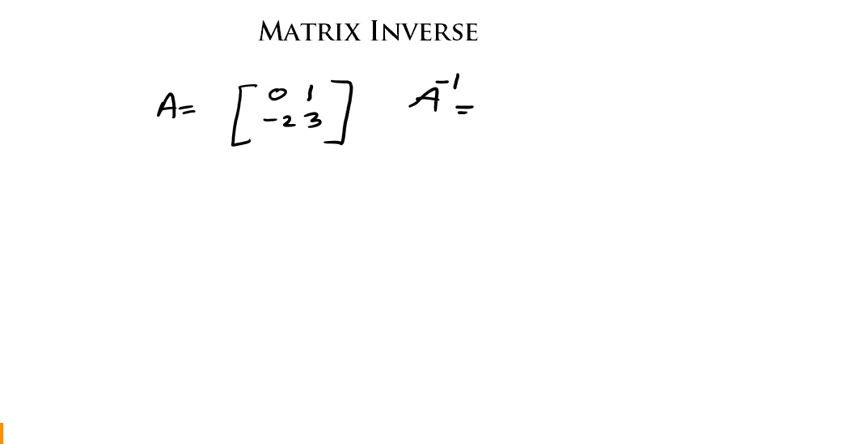 MATRIX INVERSE
A= [ 0 1 A⁻¹=
-2 3 ]